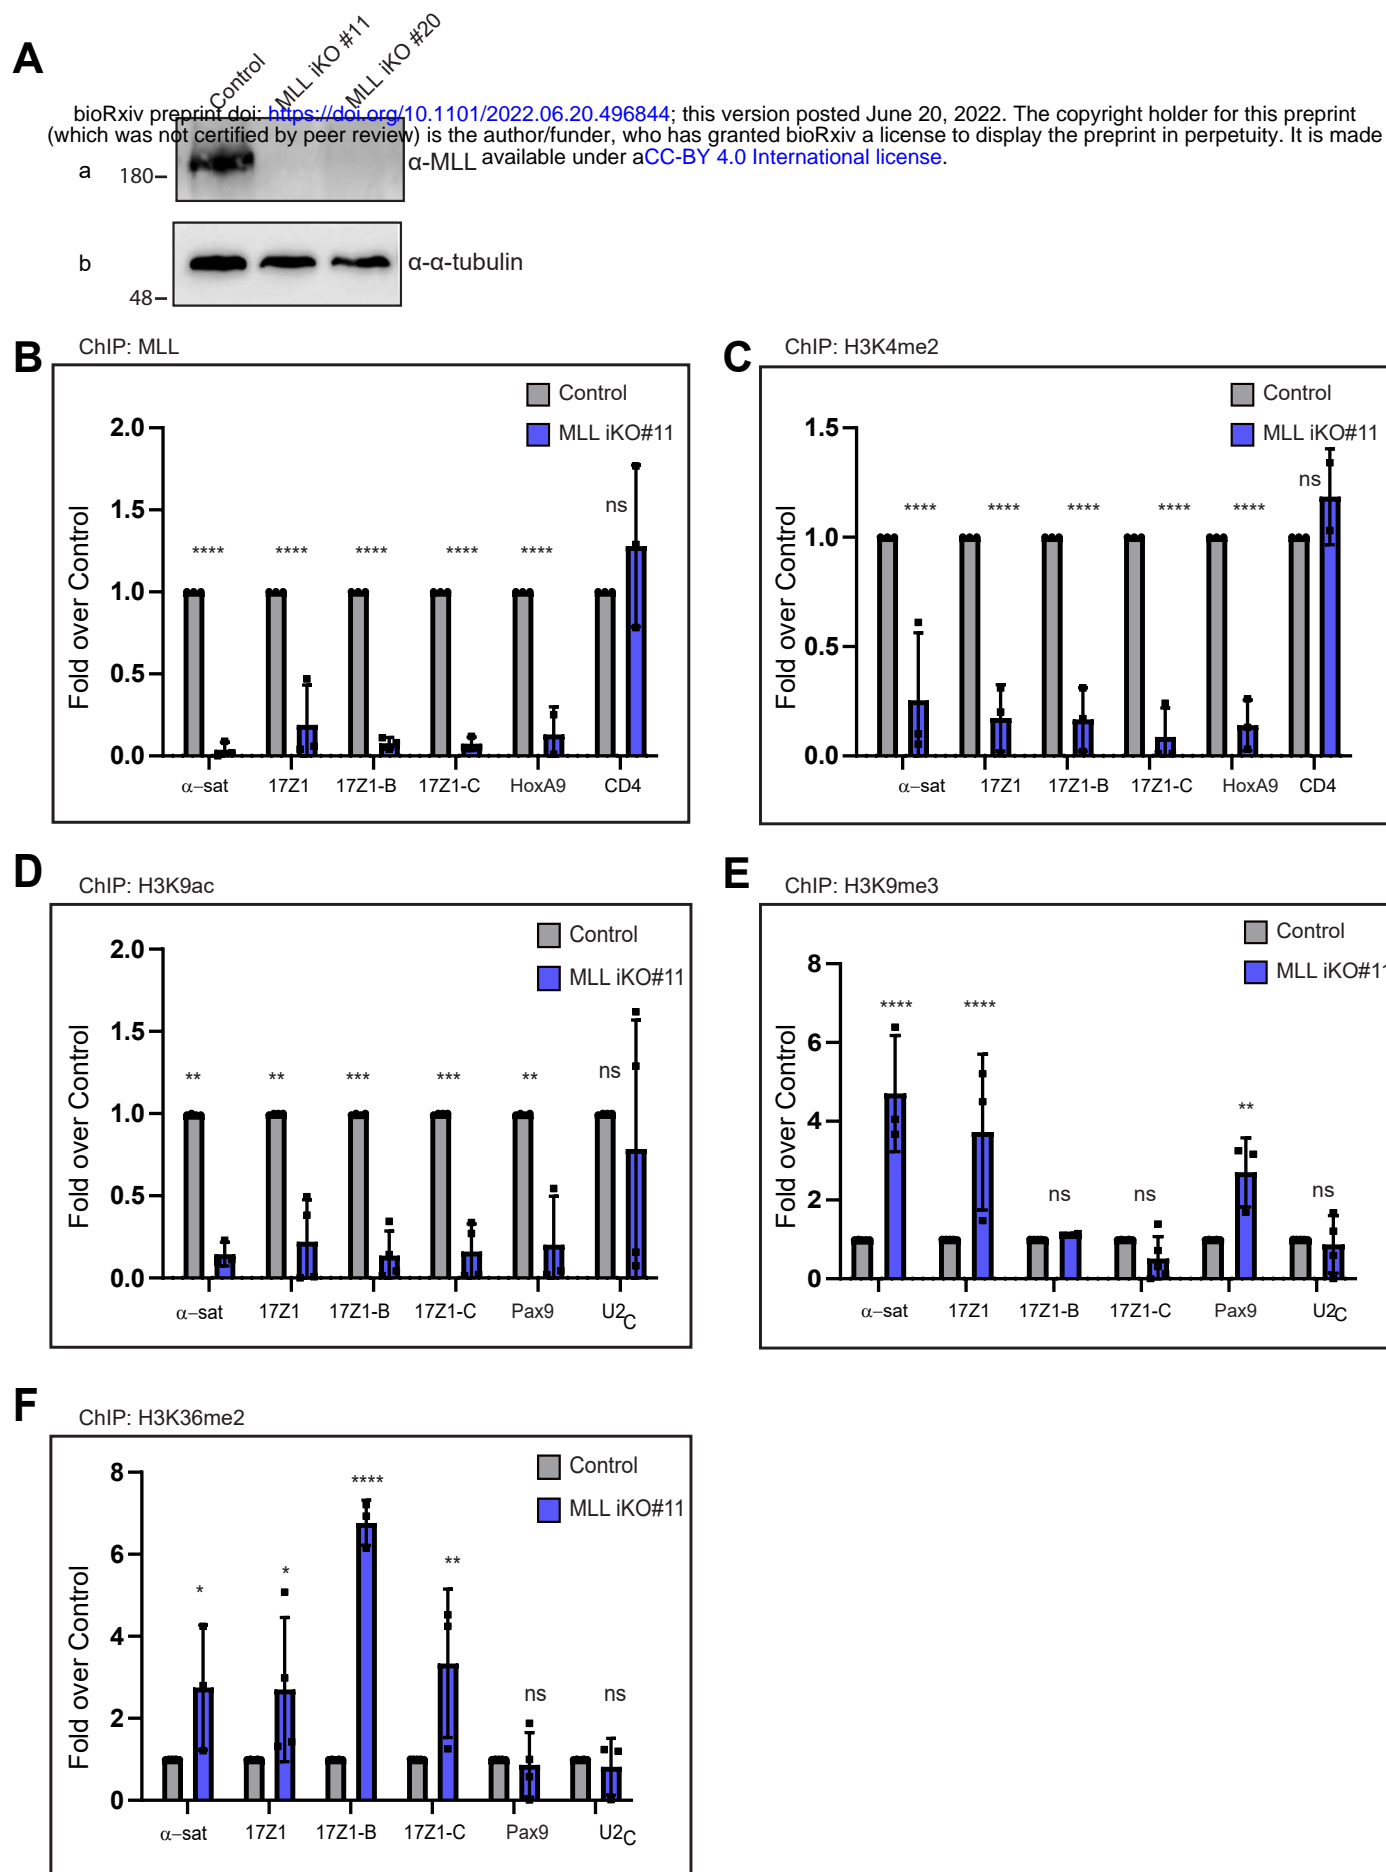 A
Control
MLL iKO #11
MLL iKO #20
bioRxiv preprint doi: https://doi.org/10.1101/2022.06.20.496844; this version posted June 20, 2022. The copyright holder for this preprint
(which was not certified by peer review) is the author/funder, who has granted bioRxiv a license to display the preprint in perpetuity. It is made
available under aCC-BY 4.0 International license.
a
180–
α-MLL
b
α-α-tubulin
48–
B
ChIP: MLL
Control
MLL iKO#11
Fold over Control
2.0
1.5
1.0
0.5
0.0
**** **** **** **** **** ns
α–sat 17Z1 17Z1-B 17Z1-C HoxA9 CD4
C
ChIP: H3K4me2
Control
MLL iKO#11
Fold over Control
1.5
1.0
0.5
0.0
**** **** **** **** **** ns
α–sat 17Z1 17Z1-B 17Z1-C HoxA9 CD4
D
ChIP: H3K9ac
Control
MLL iKO#11
Fold over Control
2.0
1.5
1.0
0.5
0.0
** ** *** *** ** ns
α–sat 17Z1 17Z1-B 17Z1-C Pax9 U2C
E
ChIP: H3K9me3
Control
MLL iKO#11
Fold over Control
8
6
4
2
0
**** **** ns ns ** ns
α–sat 17Z1 17Z1-B 17Z1-C Pax9 U2C
F
ChIP: H3K36me2
Control
MLL iKO#11
Fold over Control
8
6
4
2
0
* * **** ** ns ns
α–sat 17Z1 17Z1-B 17Z1-C Pax9 U2C